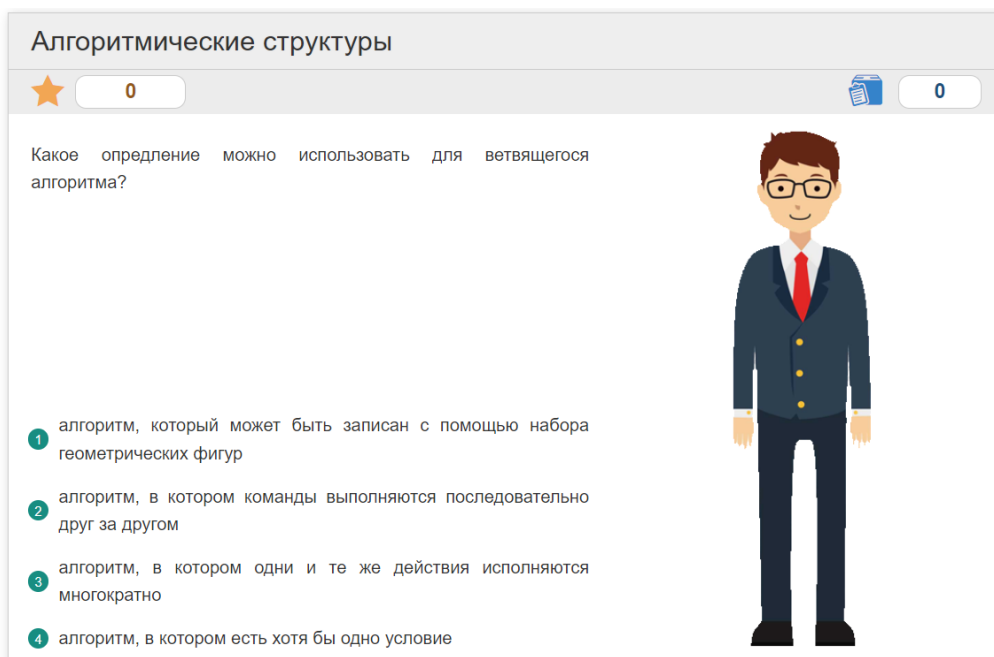 Алгоритмические структуры
0
0
Какое опредление можно использовать для ветвящегося
алгоритма?
1 алгоритм, который может быть записан с помощью набора
геометрических фигур
2 алгоритм, в котором команды выполняются последовательно
друг за другом
3 алгоритм, в котором одни и те же действия исполняются
многократно
4 алгоритм, в котором есть хотя бы одно условие